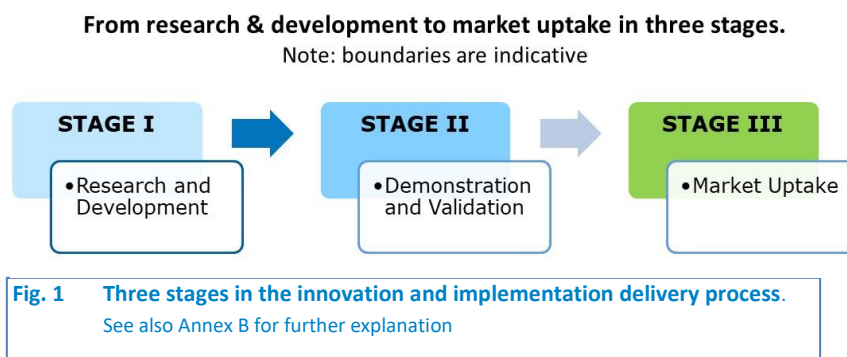 From research & development to market uptake in three stages.
Note: boundaries are indicative
STAGE I
•Research and
Development
STAGE II
•Demonstration
and Validation
STAGE III
•Market Uptake
Fig. 1 Three stages in the innovation and implementation delivery process.
See also Annex B for further explanation